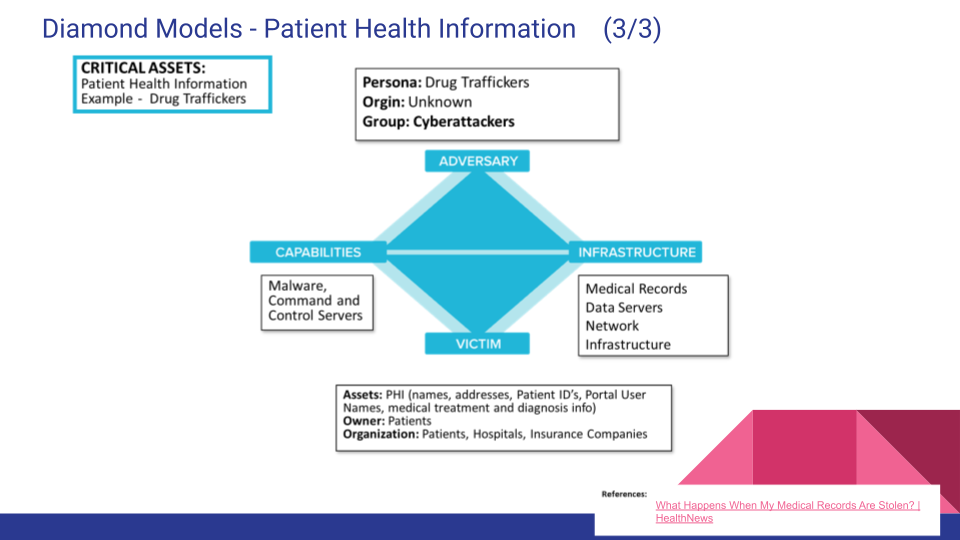 Diamond Models - Patient Health Information (3/3)
CRITICAL ASSETS:
Patient Health Information
Example - Drug Traffickers
Persona: Drug Traffickers
Orgin: Unknown
Group: Cyberattackers
ADVERSARY
CAPABILITIES
INFRASTRUCTURE
Malware,
Command and
Control Servers
Medical Records
Data Servers
Network
Infrastructure
VICTIM
Assets: PHI (names, addresses, Patient ID's, Portal User
Names, medical treatment and diagnosis info)
Owner: Patients
Organization: Patients, Hospitals, Insurance Companies
References:
What Happens When My Medical Records Are Stolen? |
HealthNews